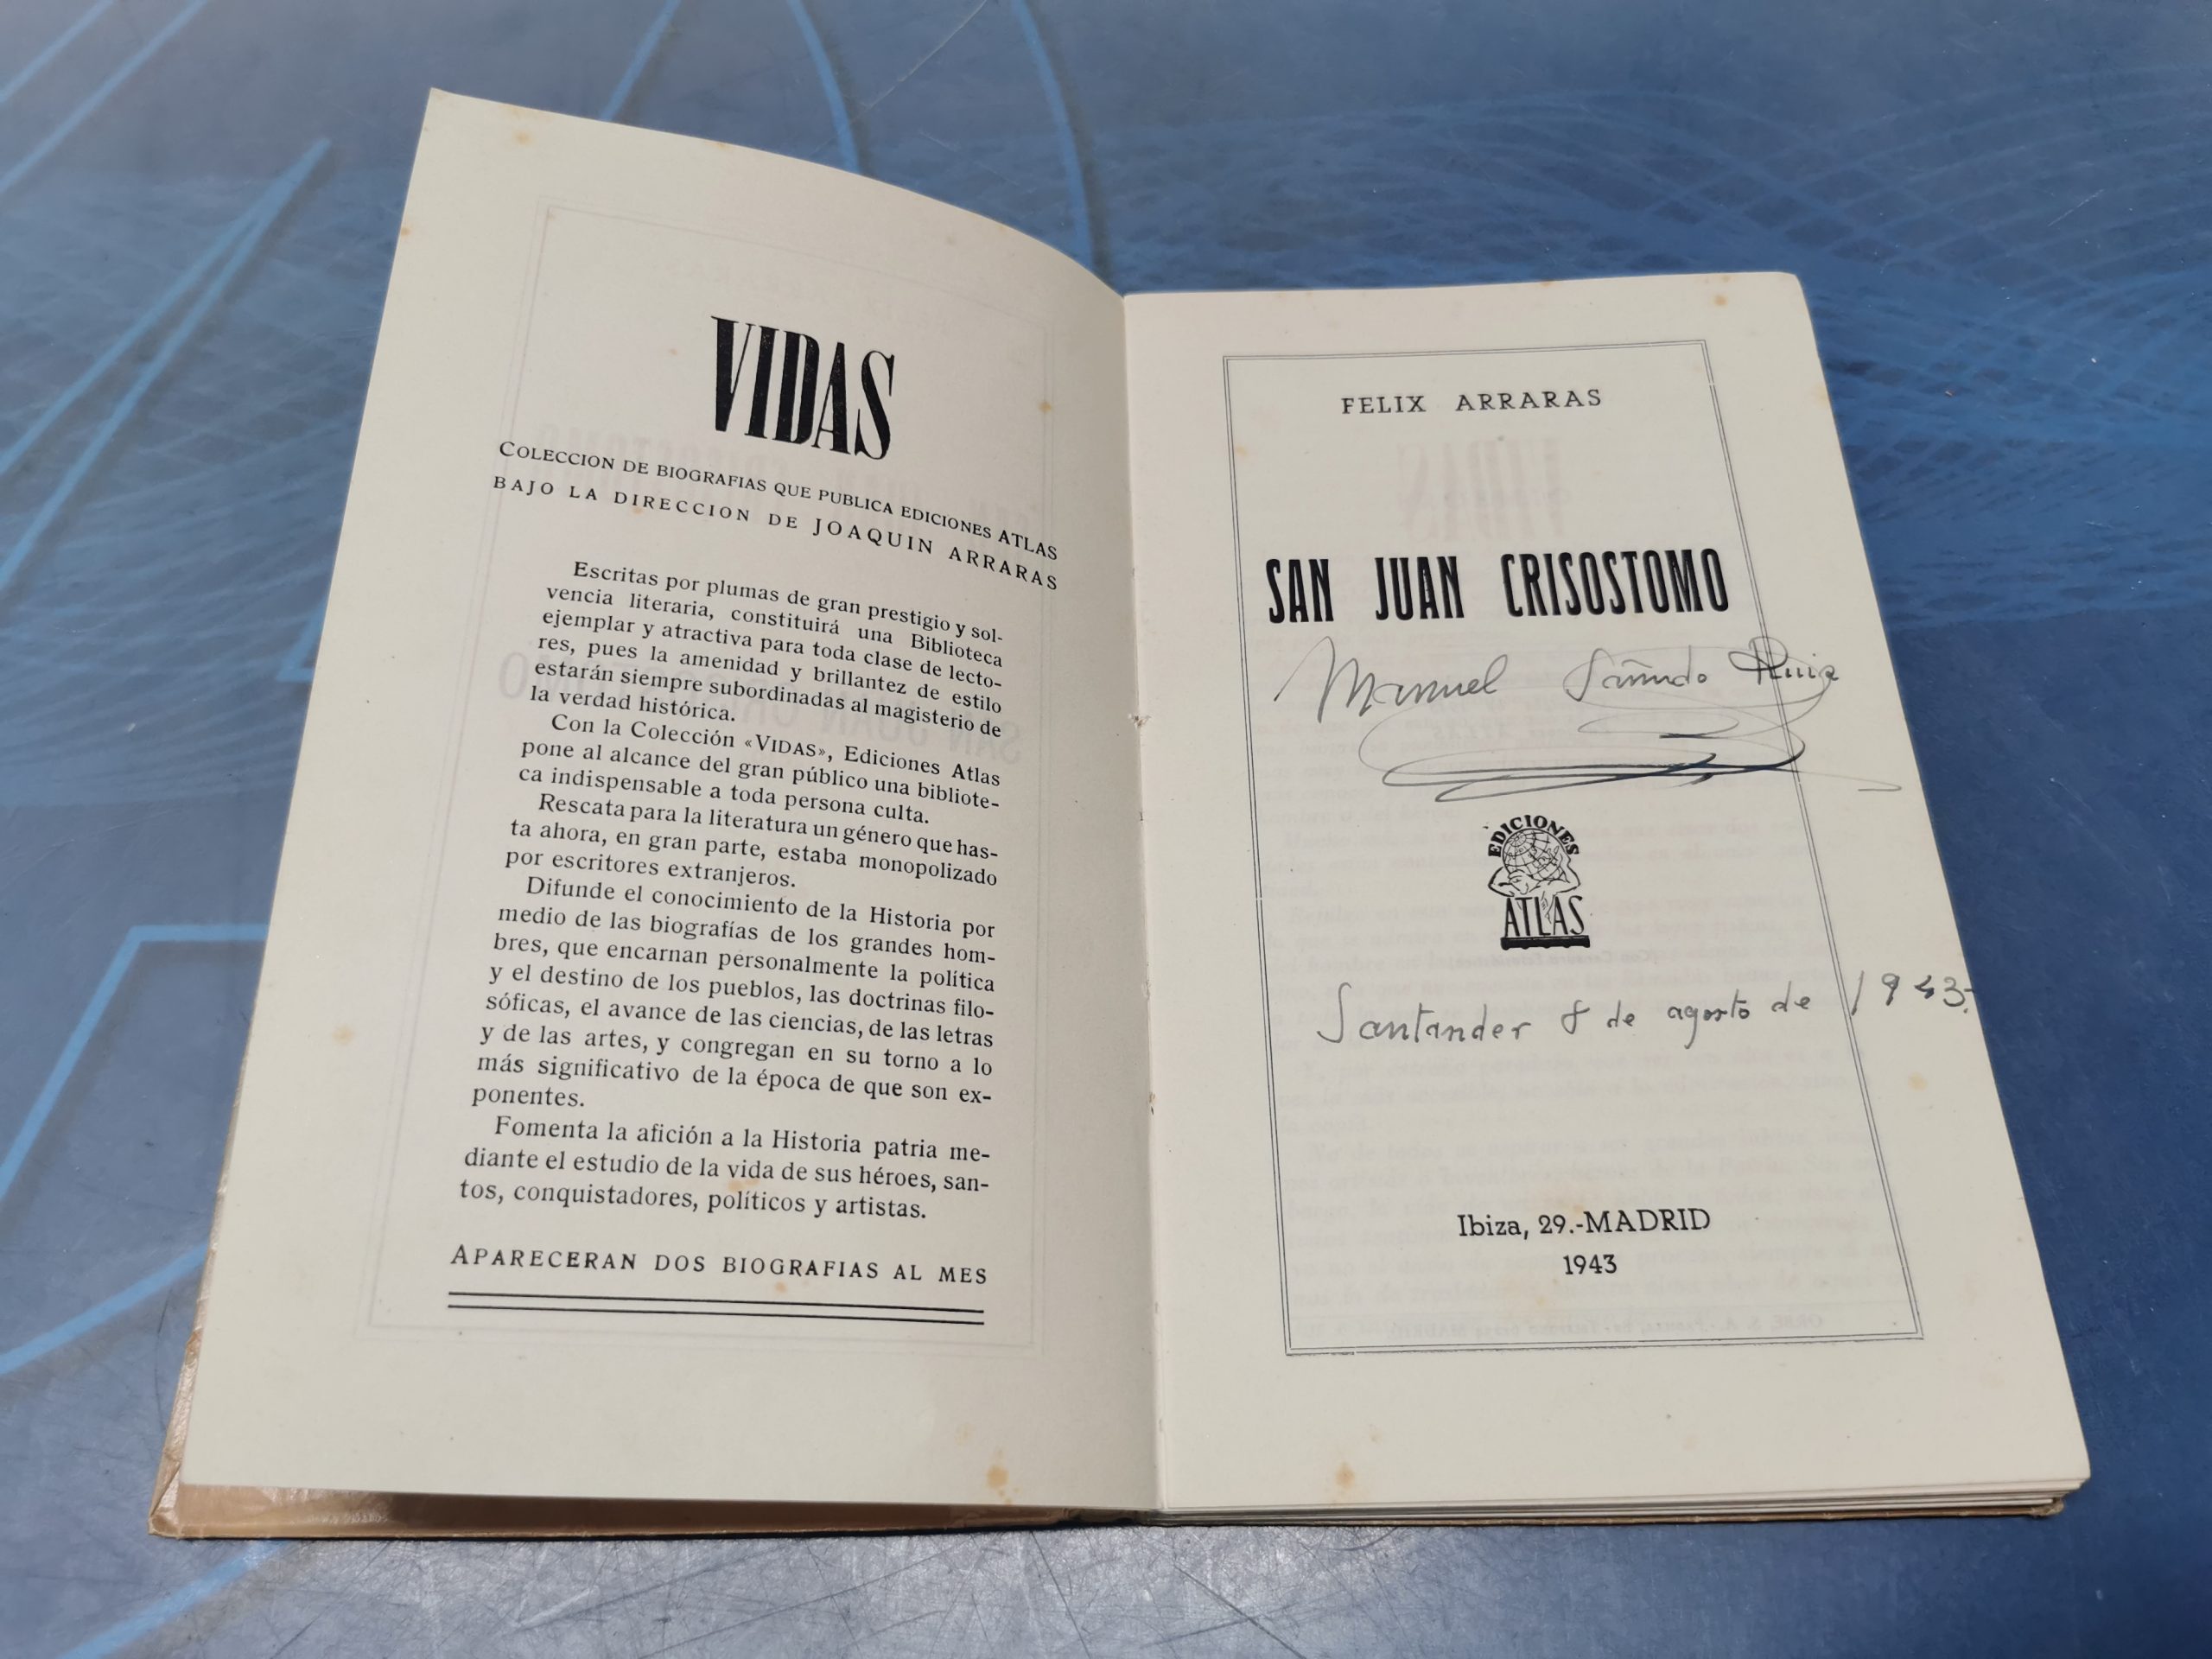 VIDAS
COLECCION DE BIOGRAFIAS QUE PUBLICA EDICIONES ATLAS
BAJO LA DIRECCION DE JOAQUIN ARRARAS
Escritas por plumas de gran prestigio y sol-
vencia literaria, constituirá una Biblioteca
ejemplar y atractiva para toda clase de lecto-
res, pues la amenidad y brillantez de estilo
estarán siempre subordinadas al magisterio de
la verdad histórica.
Con la Colección «VIDAS», Ediciones Atlas
pone al alcance del gran público una bibliote-
ca indispensable a toda persona culta.
Rescata para la literatura un género que has-
ta ahora, en gran parte, estaba monopolizado
por escritores extranjeros.
Difunde el conocimiento de la Historia por
medio de las biografías de los grandes hom-
bres, que encarnan personalmente la política
y el destino de los pueblos, las doctrinas filo-
sóficas, el avance de las ciencias, de las letras
y de las artes, y congregan en su torno a lo
más significativo de la época de que son ex-
ponentes.
Fomenta la afición a la Historia patria me-
diante el estudio de la vida de sus héroes, san-
tos, conquistadores, políticos y artistas.
APARECERAN DOS BIOGRAFIAS AL MES
FELIX ARRARAS
SAN JUAN CRISOSTOMO
Manuel Sañudo Ruiz
EDICIONES
ATLAS
Santander 8 de agosto de 1943.
Ibiza, 29.-MADRID
1943